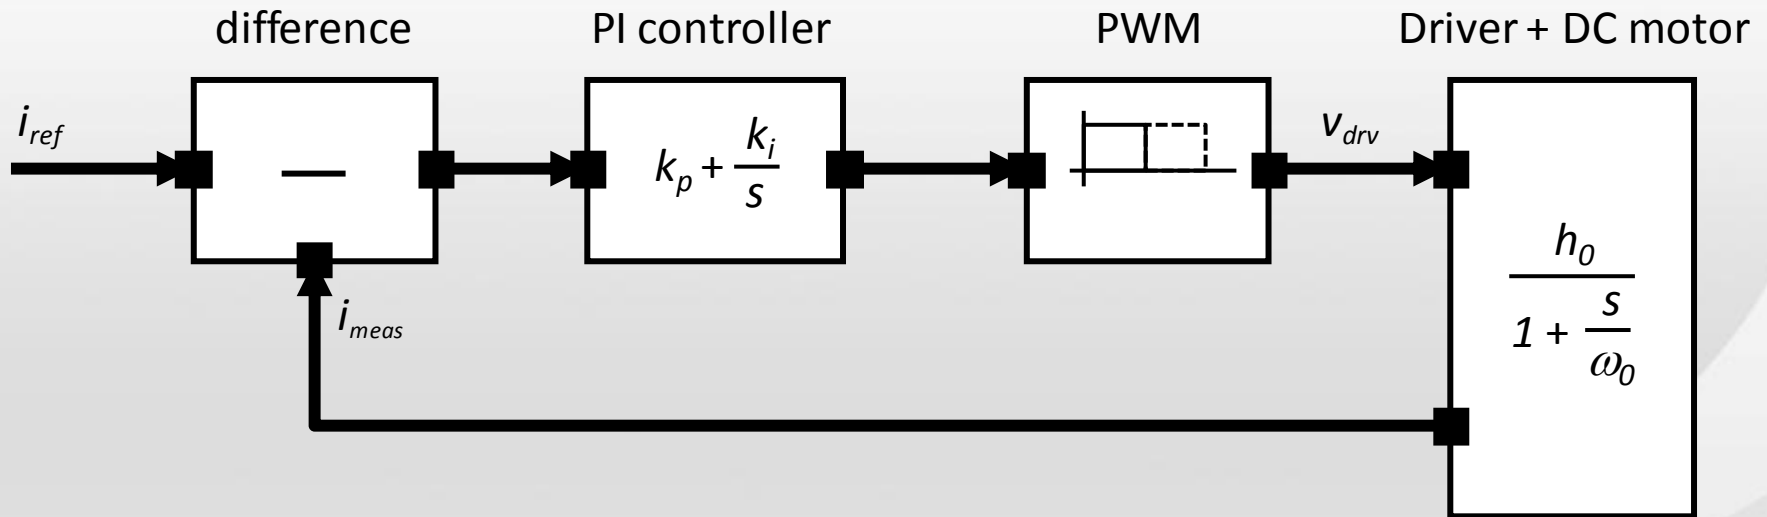 difference PI controller PWM Driver + DC motor
i_ref
v_drv
—
k_p + k_i / s
h_0 / (1 + s / ω_0)
i_meas